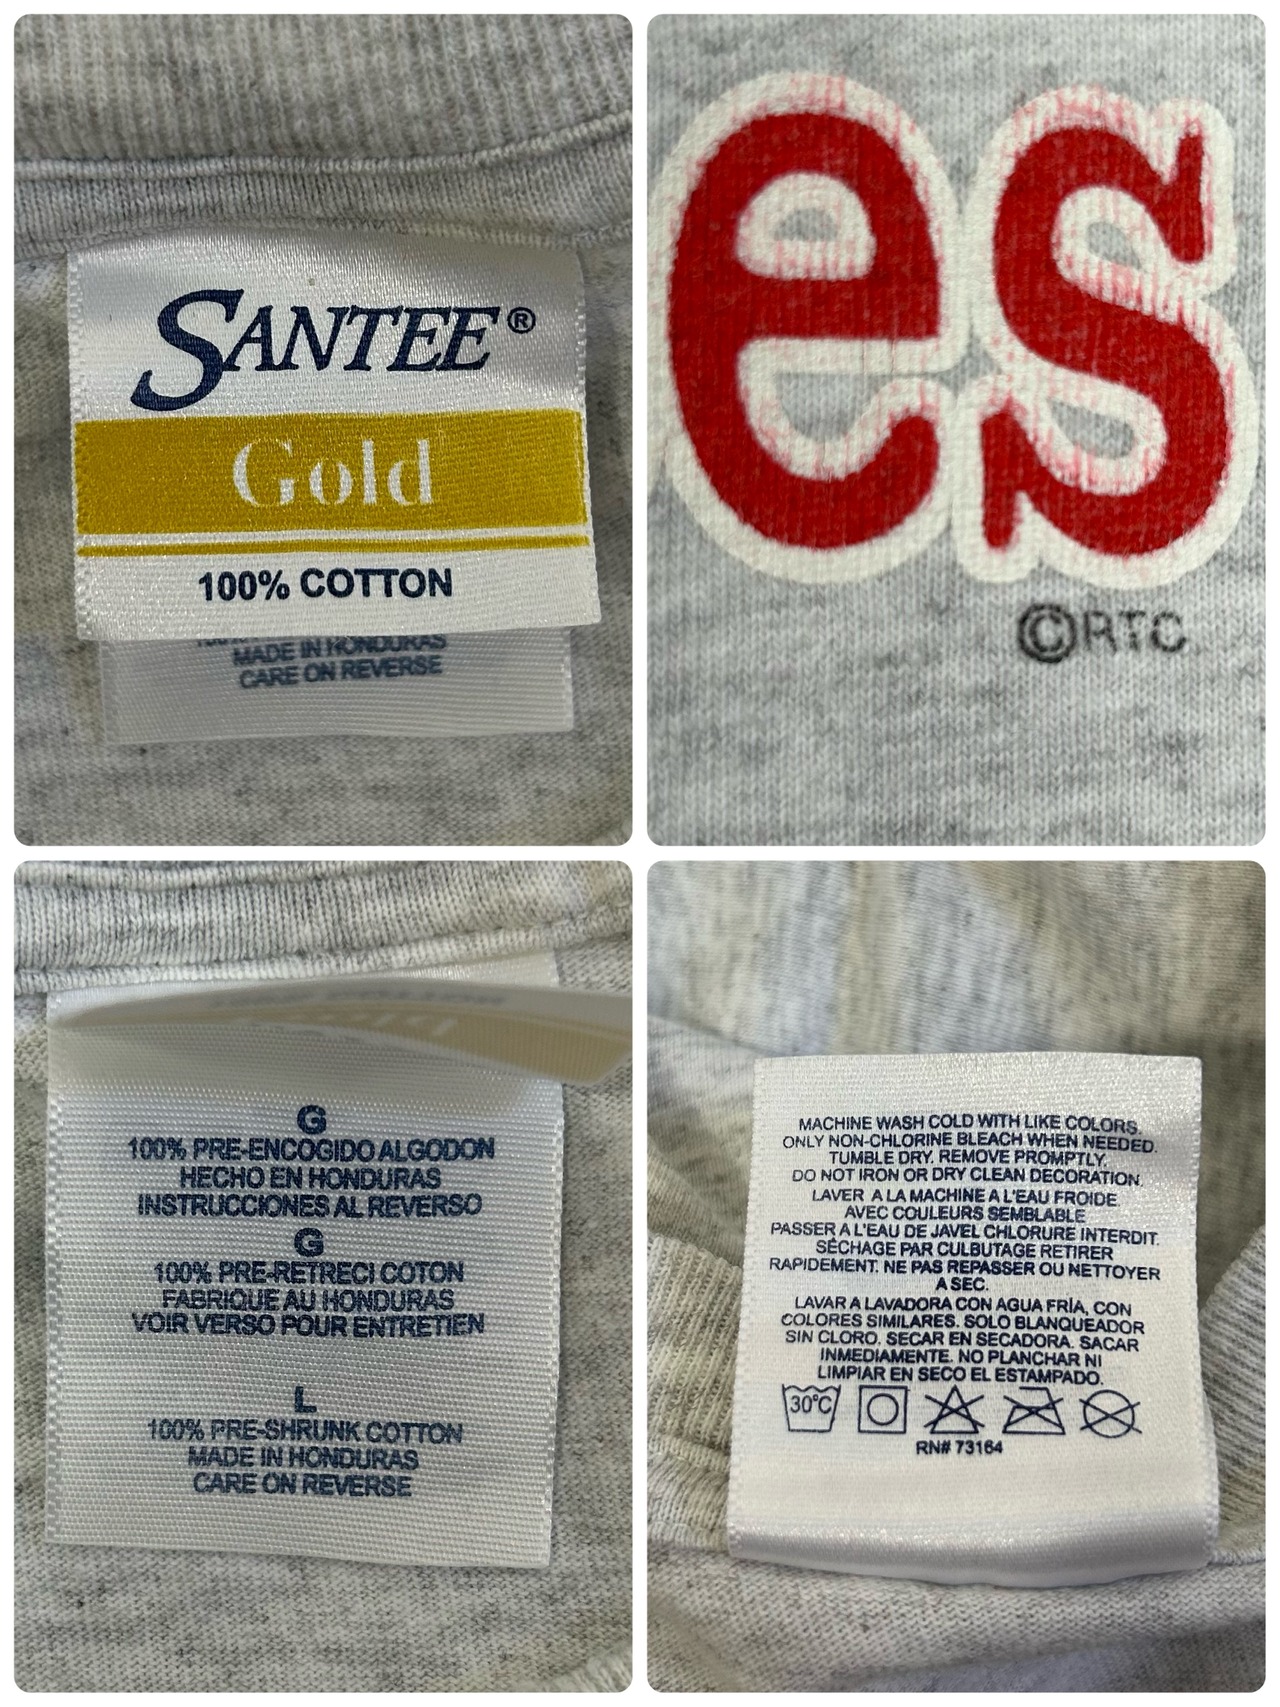 SANTEE®
Gold
100% COTTON
MADE IN HONDURAS
CARE ON REVERSE
es
©RTC
G
100% PRE-ENCOGIDO ALGODON
HECHO EN HONDURAS
INSTRUCCIONES AL REVERSO
G
100% PRE-RETRECI COTON
FABRIQUE AU HONDURAS
VOIR VERSO POUR ENTRETIEN
L
100% PRE-SHRUNK COTTON
MADE IN HONDURAS
CARE ON REVERSE
MACHINE WASH COLD WITH LIKE COLORS.
ONLY NON-CHLORINE BLEACH WHEN NEEDED.
TUMBLE DRY. REMOVE PROMPTLY.
DO NOT IRON OR DRY CLEAN DECORATION.
LAVER A LA MACHINE A L'EAU FROIDE
AVEC COULEURS SEMBLABLE
PASSER A L'EAU DE JAVEL CHLORURE INTERDIT.
SÉCHAGE PAR CULBUTAGE RETIRER
RAPIDEMENT. NE PAS REPASSER OU NETTOYER
A SEC.
LAVAR A LAVADORA CON AGUA FRÍA, CON
COLORES SIMILARES. SOLO BLANQUEADOR
SIN CLORO. SECAR EN SECADORA. SACAR
INMEDIAMENTE. NO PLANCHAR NI
LIMPIAR EN SECO EL ESTAMPADO.
30°C
RN# 73164